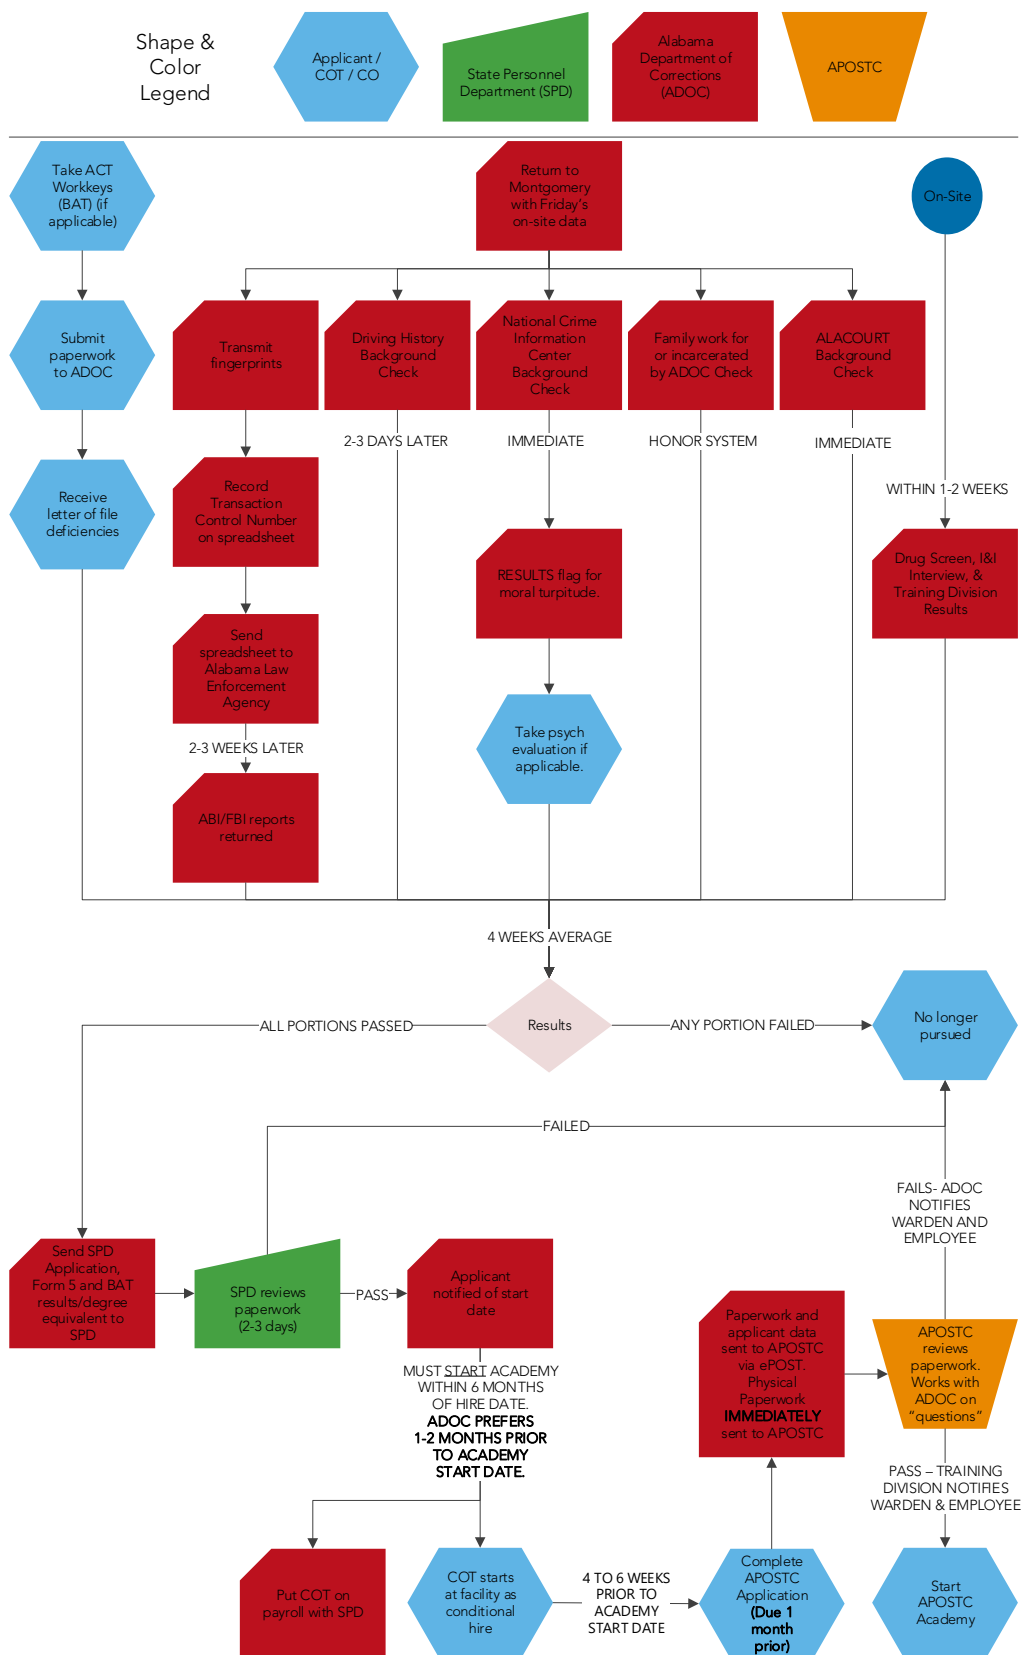 Shape &
Color
Legend
Applicant /
COT / CO
State Personnel
Department (SPD)
Alabama
Department of
Corrections
(ADOC)
APOSTC
Take ACT
Workkeys
(BAT) (if
applicable)
Return to
Montgomery
with Friday's
on-site data
On-Site
Submit
paperwork
to ADOC
Transmit
fingerprints
Driving History
Background
Check
National Crime
Information
Center
Background
Check
Family work for
or incarcerated
by ADOC Check
ALACOURT
Background
Check
2-3 DAYS LATER
IMMEDIATE
HONOR SYSTEM
IMMEDIATE
Receive
letter of file
deficiencies
Record
Transaction
Control Number
on spreadsheet
WITHIN 1-2 WEEKS
RESULTS flag for
moral turpitude.
Drug Screen, I&I
Interview, &
Training Division
Results
Send
spreadsheet to
Alabama Law
Enforcement
Agency
2-3 WEEKS LATER
Take psych
evaluation if
applicable.
ABI/FBI reports
returned
4 WEEKS AVERAGE
ALL PORTIONS PASSED
Results
ANY PORTION FAILED
No longer
pursued
FAILED
FAILS- ADOC
NOTIFIES
WARDEN AND
EMPLOYEE
Send SPD
Application,
Form 5 and BAT
results/degree
equivalent to
SPD
SPD reviews
paperwork
(2-3 days)
PASS
Applicant
notified of start
date
MUST START ACADEMY
WITHIN 6 MONTHS
OF HIRE DATE.
ADOC PREFERS
1-2 MONTHS PRIOR
TO ACADEMY
START DATE.
Paperwork and
applicant data
sent to APOSTC
via ePOST.
Physical
Paperwork
IMMEDIATELY
sent to APOSTC
APOSTC
reviews
paperwork.
Works with
ADOC on
"questions"
PASS – TRAINING
DIVISION NOTIFIES
WARDEN & EMPLOYEE
Put COT on
payroll with SPD
COT starts
at facility as
conditional
hire
4 TO 6 WEEKS
PRIOR TO
ACADEMY
START DATE
Complete
APOSTC
Application
(Due 1
month
prior)
Start
APOSTC
Academy